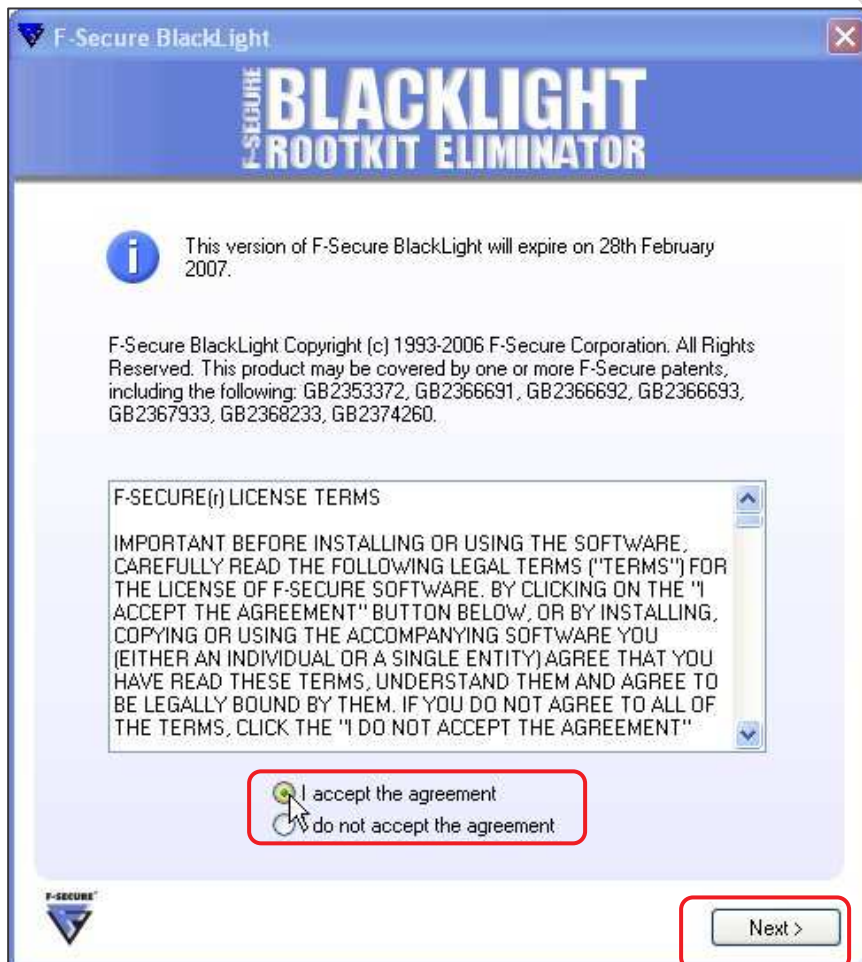 F-Secure BlackLight
F-SECURE
BLACKLIGHT
ROOTKIT ELIMINATOR
This version of F-Secure BlackLight will expire on 28th February
2007.
F-Secure BlackLight Copyright (c) 1993-2006 F-Secure Corporation. All Rights
Reserved. This product may be covered by one or more F-Secure patents,
including the following: GB2353372, GB2366691, GB2366692, GB2366693,
GB2367933, GB2368233, GB2374260.
F-SECURE(r) LICENSE TERMS
IMPORTANT BEFORE INSTALLING OR USING THE SOFTWARE,
CAREFULLY READ THE FOLLOWING LEGAL TERMS ("TERMS") FOR
THE LICENSE OF F-SECURE SOFTWARE. BY CLICKING ON THE "I
ACCEPT THE AGREEMENT" BUTTON BELOW, OR BY INSTALLING,
COPYING OR USING THE ACCOMPANYING SOFTWARE YOU
(EITHER AN INDIVIDUAL OR A SINGLE ENTITY) AGREE THAT YOU
HAVE READ THESE TERMS, UNDERSTAND THEM AND AGREE TO
BE LEGALLY BOUND BY THEM. IF YOU DO NOT AGREE TO ALL OF
THE TERMS, CLICK THE "I DO NOT ACCEPT THE AGREEMENT"
I accept the agreement
I do not accept the agreement
F-SECURE
Next >